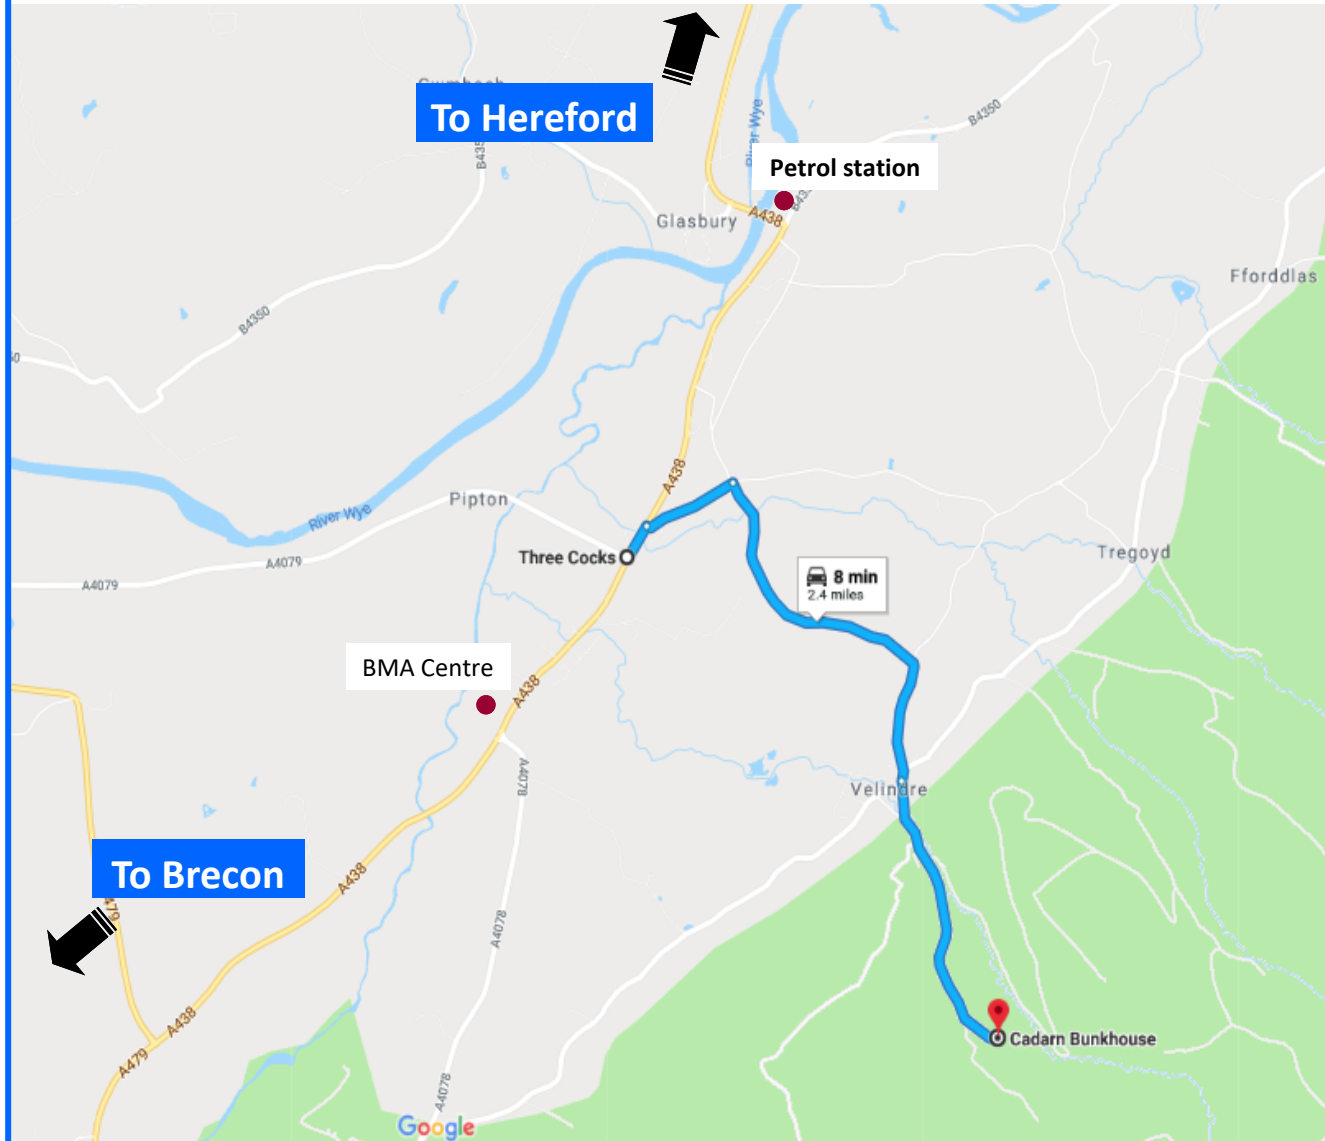 To Hereford
River Wye
B4350
Petrol station
A438
Glasbury
Fforddlas
B4350
A438
Pipton
River Wye
Three Cocks
A4079
A4079
Tregoyd
8 min
2.4 miles
BMA Centre
A438
A4078
Velindre
To Brecon
A438
A4078
A438
A479
Cadarn Bunkhouse
A4078
Google